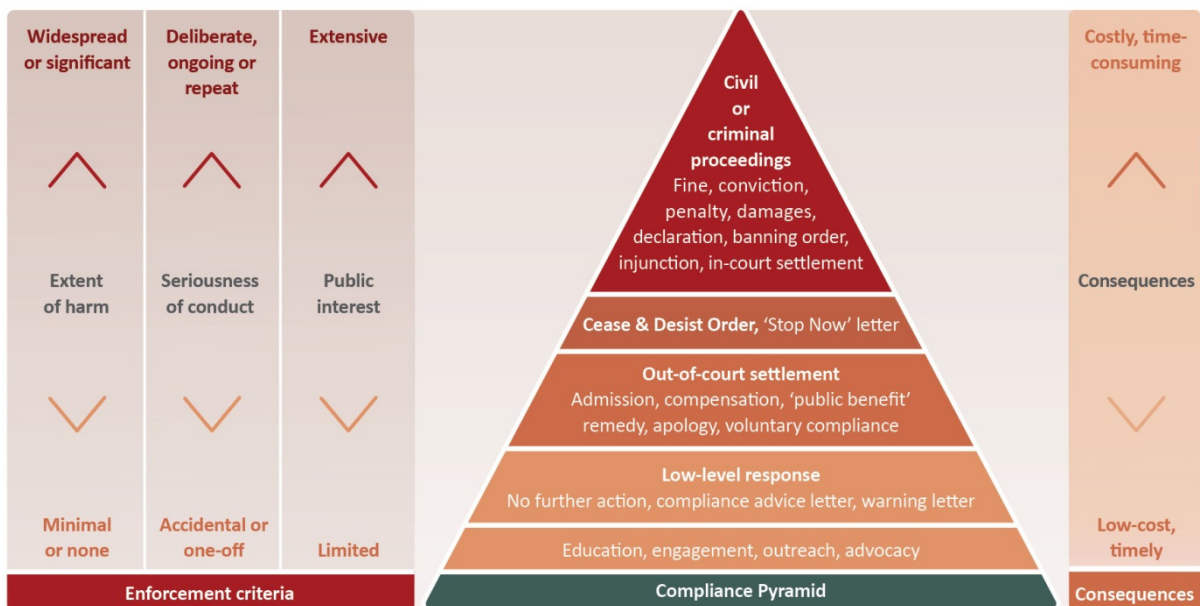 Widespread
or significant
Deliberate,
ongoing or
repeat
Extensive
Extent
of harm
Seriousness
of conduct
Public
interest
Minimal
or none
Accidental or
one-off
Limited
Enforcement criteria
Civil
or
criminal
proceedings
Fine, conviction,
penalty, damages,
declaration, banning order,
injunction, in-court settlement
Cease & Desist Order, ‘Stop Now’ letter
Out-of-court settlement
Admission, compensation, ‘public benefit’
remedy, apology, voluntary compliance
Low-level response
No further action, compliance advice letter, warning letter
Education, engagement, outreach, advocacy
Compliance Pyramid
Costly, time-
consuming
Consequences
Low-cost,
timely
Consequences